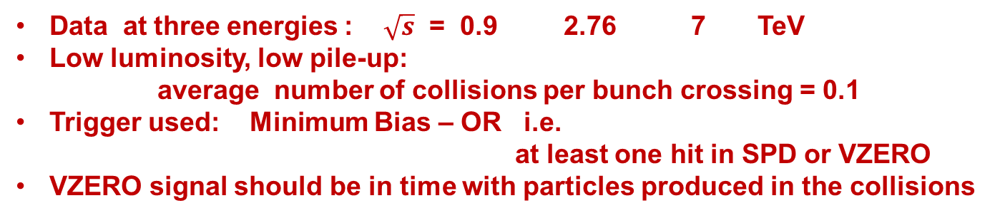 • Data at three energies : √s = 0.9 2.76 7 TeV
• Low luminosity, low pile-up:
average number of collisions per bunch crossing = 0.1
• Trigger used: Minimum Bias – OR i.e.
at least one hit in SPD or VZERO
• VZERO signal should be in time with particles produced in the collisions